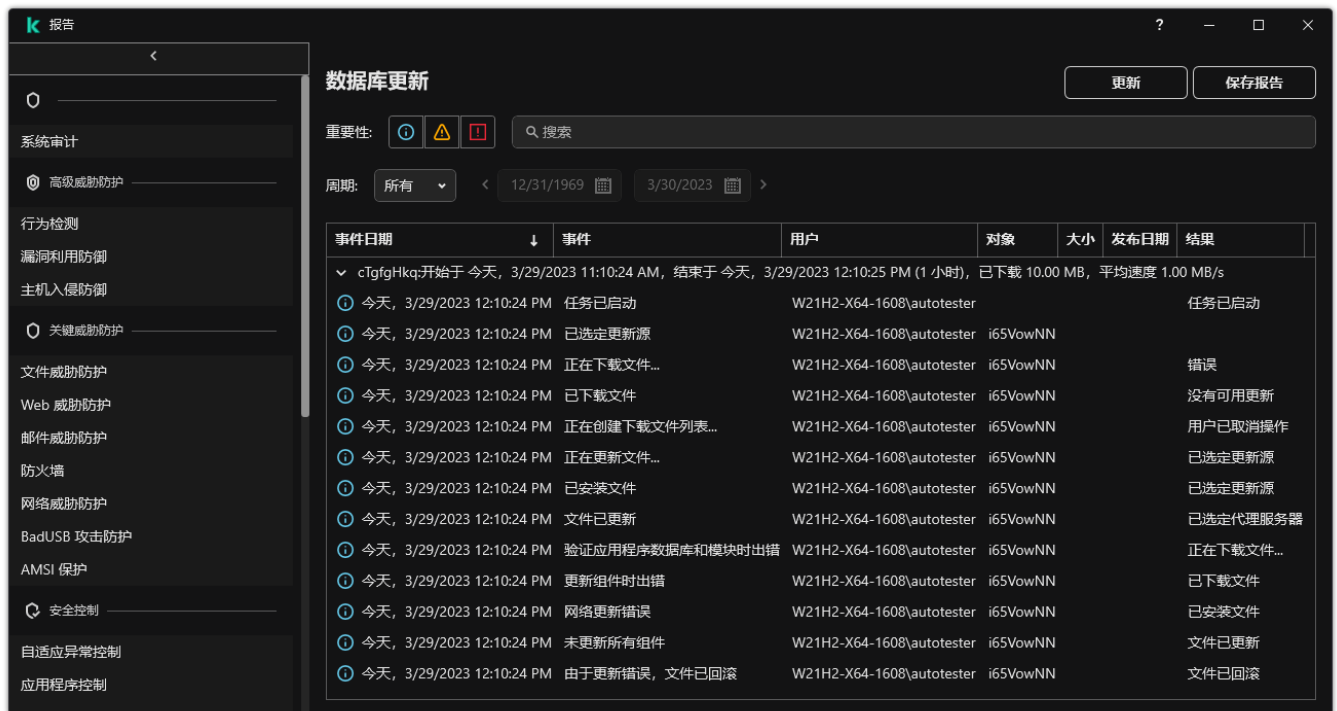 报告
?
数据库更新
更新
保存报告
重要性:
搜索
周期:
所有
12/31/1969
3/30/2023
系统审计
高级威胁防护
行为检测
漏洞利用防御
主机入侵防御
关键威胁防护
文件威胁防护
Web 威胁防护
邮件威胁防护
防火墙
网络威胁防护
BadUSB 攻击防护
AMSI 保护
安全控制
自适应异常控制
应用程序控制
事件日期 ↓ 事件 用户 对象 大小 发布日期 结果
cTgfgHkq:开始于 今天，3/29/2023 11:10:24 AM，结束于 今天，3/29/2023 12:10:25 PM (1 小时)，已下载 10.00 MB，平均速度 1.00 MB/s
今天，3/29/2023 12:10:24 PM 任务已启动 W21H2-X64-1608\autotester 任务已启动
今天，3/29/2023 12:10:24 PM 已选定更新源 W21H2-X64-1608\autotester i65VowNN
今天，3/29/2023 12:10:24 PM 正在下载文件... W21H2-X64-1608\autotester i65VowNN 错误
今天，3/29/2023 12:10:24 PM 已下载文件 W21H2-X64-1608\autotester i65VowNN 没有可用更新
今天，3/29/2023 12:10:24 PM 正在创建下载文件列表... W21H2-X64-1608\autotester i65VowNN 用户已取消操作
今天，3/29/2023 12:10:24 PM 正在更新文件... W21H2-X64-1608\autotester i65VowNN 已选定更新源
今天，3/29/2023 12:10:24 PM 已安装文件 W21H2-X64-1608\autotester i65VowNN 已选定更新源
今天，3/29/2023 12:10:24 PM 文件已更新 W21H2-X64-1608\autotester i65VowNN 已选定代理服务器
今天，3/29/2023 12:10:24 PM 验证应用程序数据库和模块时出错 W21H2-X64-1608\autotester i65VowNN 正在下载文件...
今天，3/29/2023 12:10:24 PM 更新组件时出错 W21H2-X64-1608\autotester i65VowNN 已下载文件
今天，3/29/2023 12:10:24 PM 网络更新错误 W21H2-X64-1608\autotester i65VowNN 已安装文件
今天，3/29/2023 12:10:24 PM 未更新所有组件 W21H2-X64-1608\autotester i65VowNN 文件已更新
今天，3/29/2023 12:10:24 PM 由于更新错误，文件已回滚 W21H2-X64-1608\autotester i65VowNN 文件已回滚